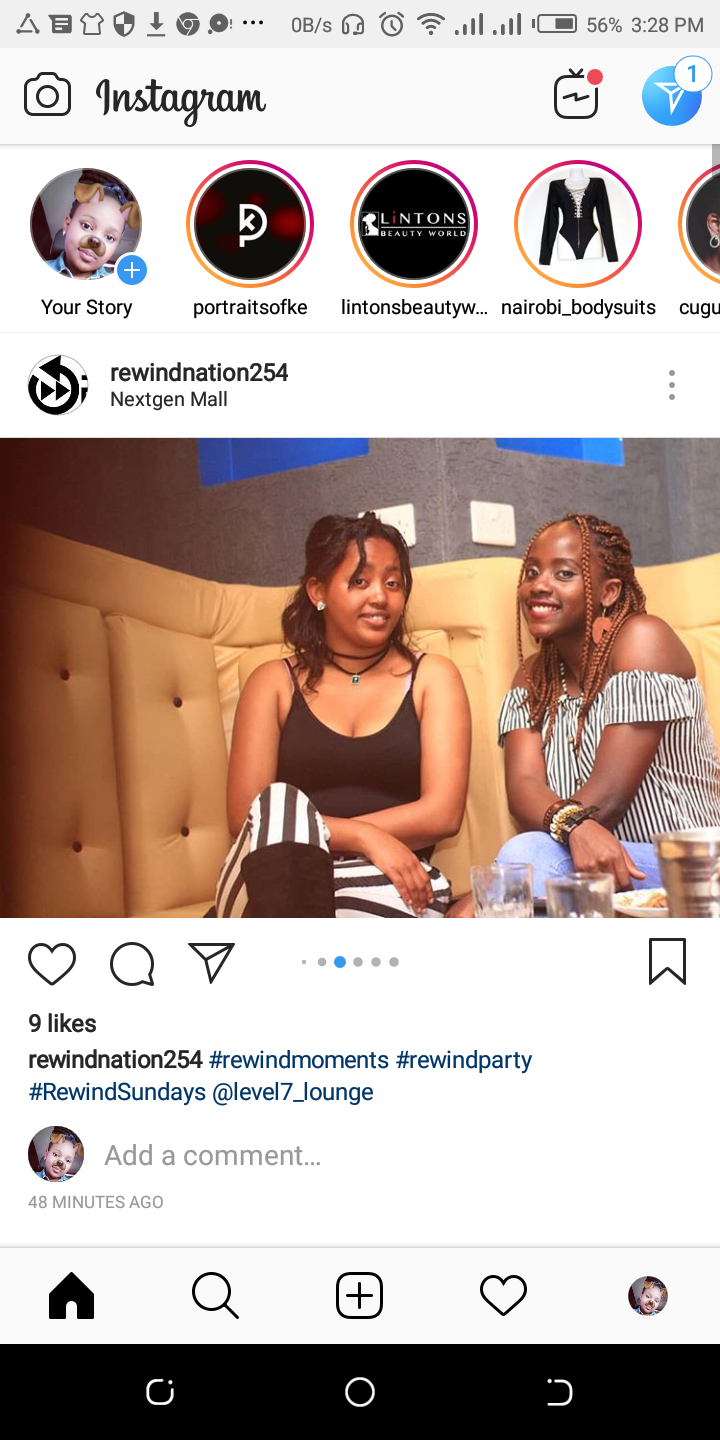 0B/s 56% 3:28 PM
Instagram
1
LiNTONS
BEAUTY WORLD
Your Story portraitsofke lintonsbeautyw... nairobi_bodysuits cugu
rewindnation254
Nextgen Mall
9 likes
rewindnation254 #rewindmoments #rewindparty
#RewindSundays @level7_lounge
Add a comment...
48 MINUTES AGO